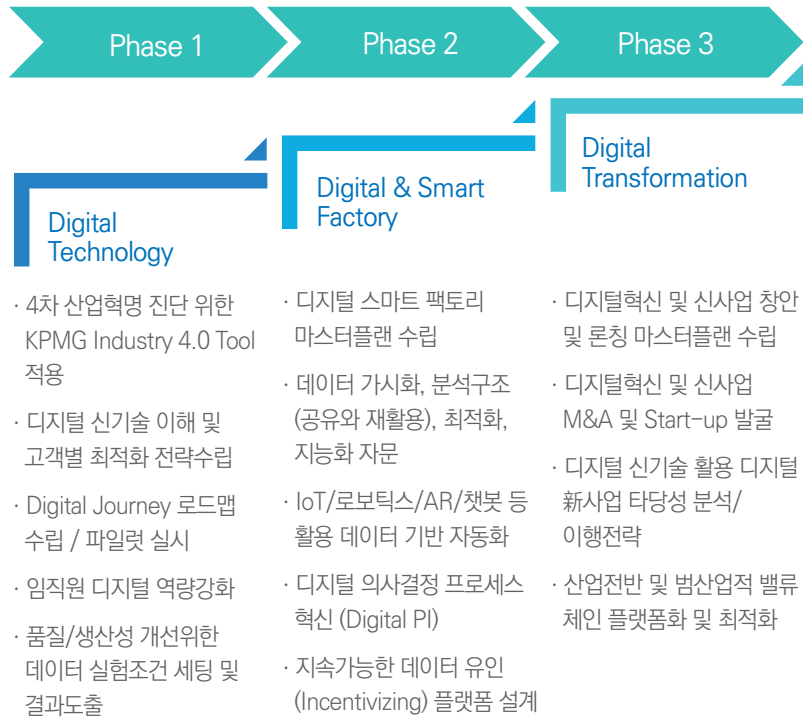 Phase 1
Phase 2
Phase 3
Digital
Technology
· 4차 산업혁명 진단 위한
KPMG Industry 4.0 Tool
적용
· 디지털 신기술 이해 및
고객별 최적화 전략수립
· Digital Journey 로드맵
수립 / 파일럿 실시
· 임직원 디지털 역량강화
· 품질/생산성 개선위한
데이터 실험조건 세팅 및
결과도출
Digital & Smart
Factory
· 디지털 스마트 팩토리
마스터플랜 수립
· 데이터 가시화, 분석구조
(공유와 재활용), 최적화,
지능화 자문
· IoT/로보틱스/AR/챗봇 등
활용 데이터 기반 자동화
· 디지털 의사결정 프로세스
혁신 (Digital PI)
· 지속가능한 데이터 유인
(Incentivizing) 플랫폼 설계
Digital
Transformation
· 디지털혁신 및 신사업 창안
및 론칭 마스터플랜 수립
· 디지털혁신 및 신사업
M&A 및 Start-up 발굴
· 디지털 신기술 활용 디지털
新사업 타당성 분석/
이행전략
· 산업전반 및 범산업적 밸류
체인 플랫폼화 및 최적화